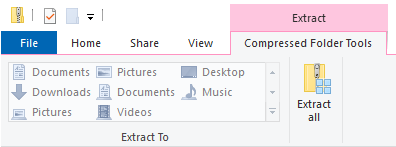 Extract
File Home Share View Compressed Folder Tools
Documents Pictures Desktop
Downloads Documents Music
Pictures Videos
Extract all
Extract To